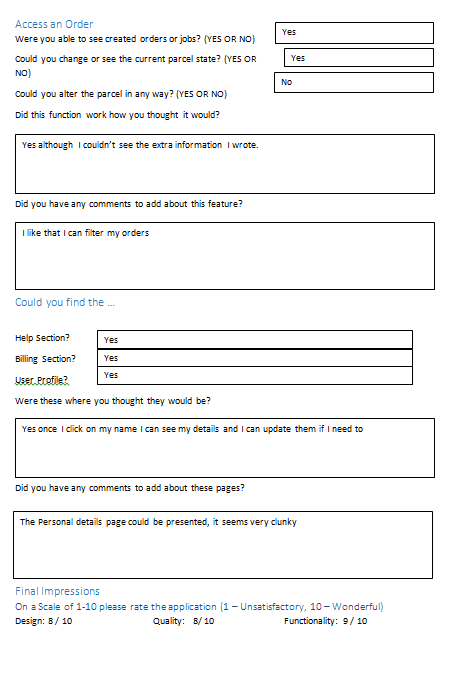 Access an Order
Were you able to see created orders or jobs? (YES OR NO)
Yes
Could you change or see the current parcel state? (YES OR
NO)
Yes
Could you alter the parcel in any way? (YES OR NO)
No
Did this function work how you thought it would?
Yes although I couldn't see the extra information I wrote.
Did you have any comments to add about this feature?
I like that I can filter my orders
Could you find the ...
Help Section? Yes
Billing Section? Yes
User Profile? Yes
Were these where you thought they would be?
Yes once I click on my name I can see my details and I can update them if I need to
Did you have any comments to add about these pages?
The Personal details page could be presented, it seems very clunky
Final Impressions
On a Scale of 1-10 please rate the application (1 – Unsatisfactory, 10 – Wonderful)
Design: 8 / 10 Quality: 8/ 10 Functionality: 9 / 10